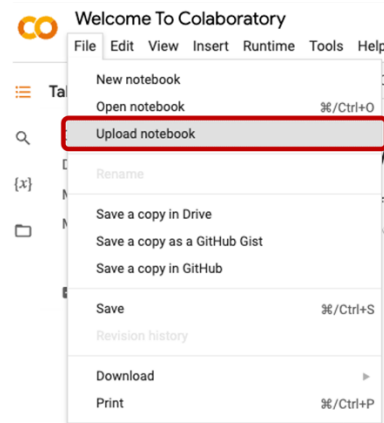 Welcome To Colaboratory
File Edit View Insert Runtime Tools Help
New notebook
Open notebook ⌘/Ctrl+O
Upload notebook
Rename
Save a copy in Drive
Save a copy as a GitHub Gist
Save a copy in GitHub
Save ⌘/Ctrl+S
Revision history
Download
Print ⌘/Ctrl+P
{x}